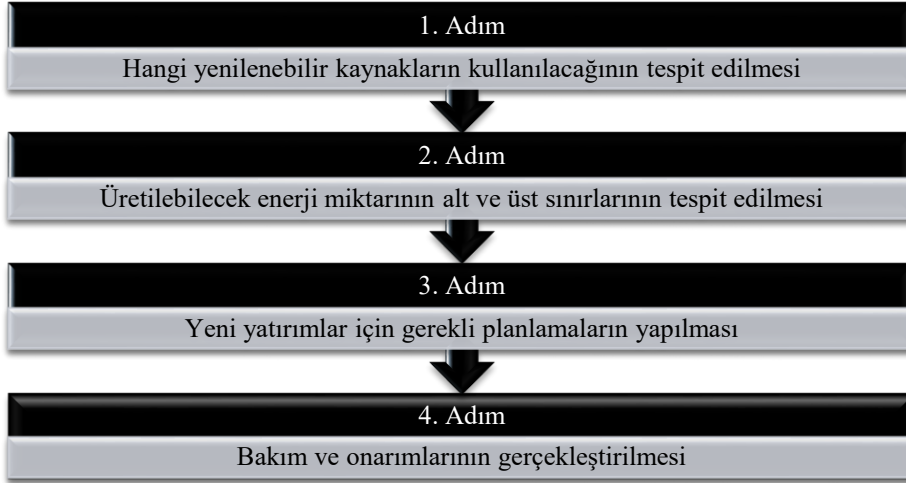 1. Adım
Hangi yenilenebilir kaynakların kullanılacağının tespit edilmesi
2. Adım
Üretilebilecek enerji miktarının alt ve üst sınırlarının tespit edilmesi
3. Adım
Yeni yatırımlar için gerekli planlamaların yapılması
4. Adım
Bakım ve onarımlarının gerçekleştirilmesi